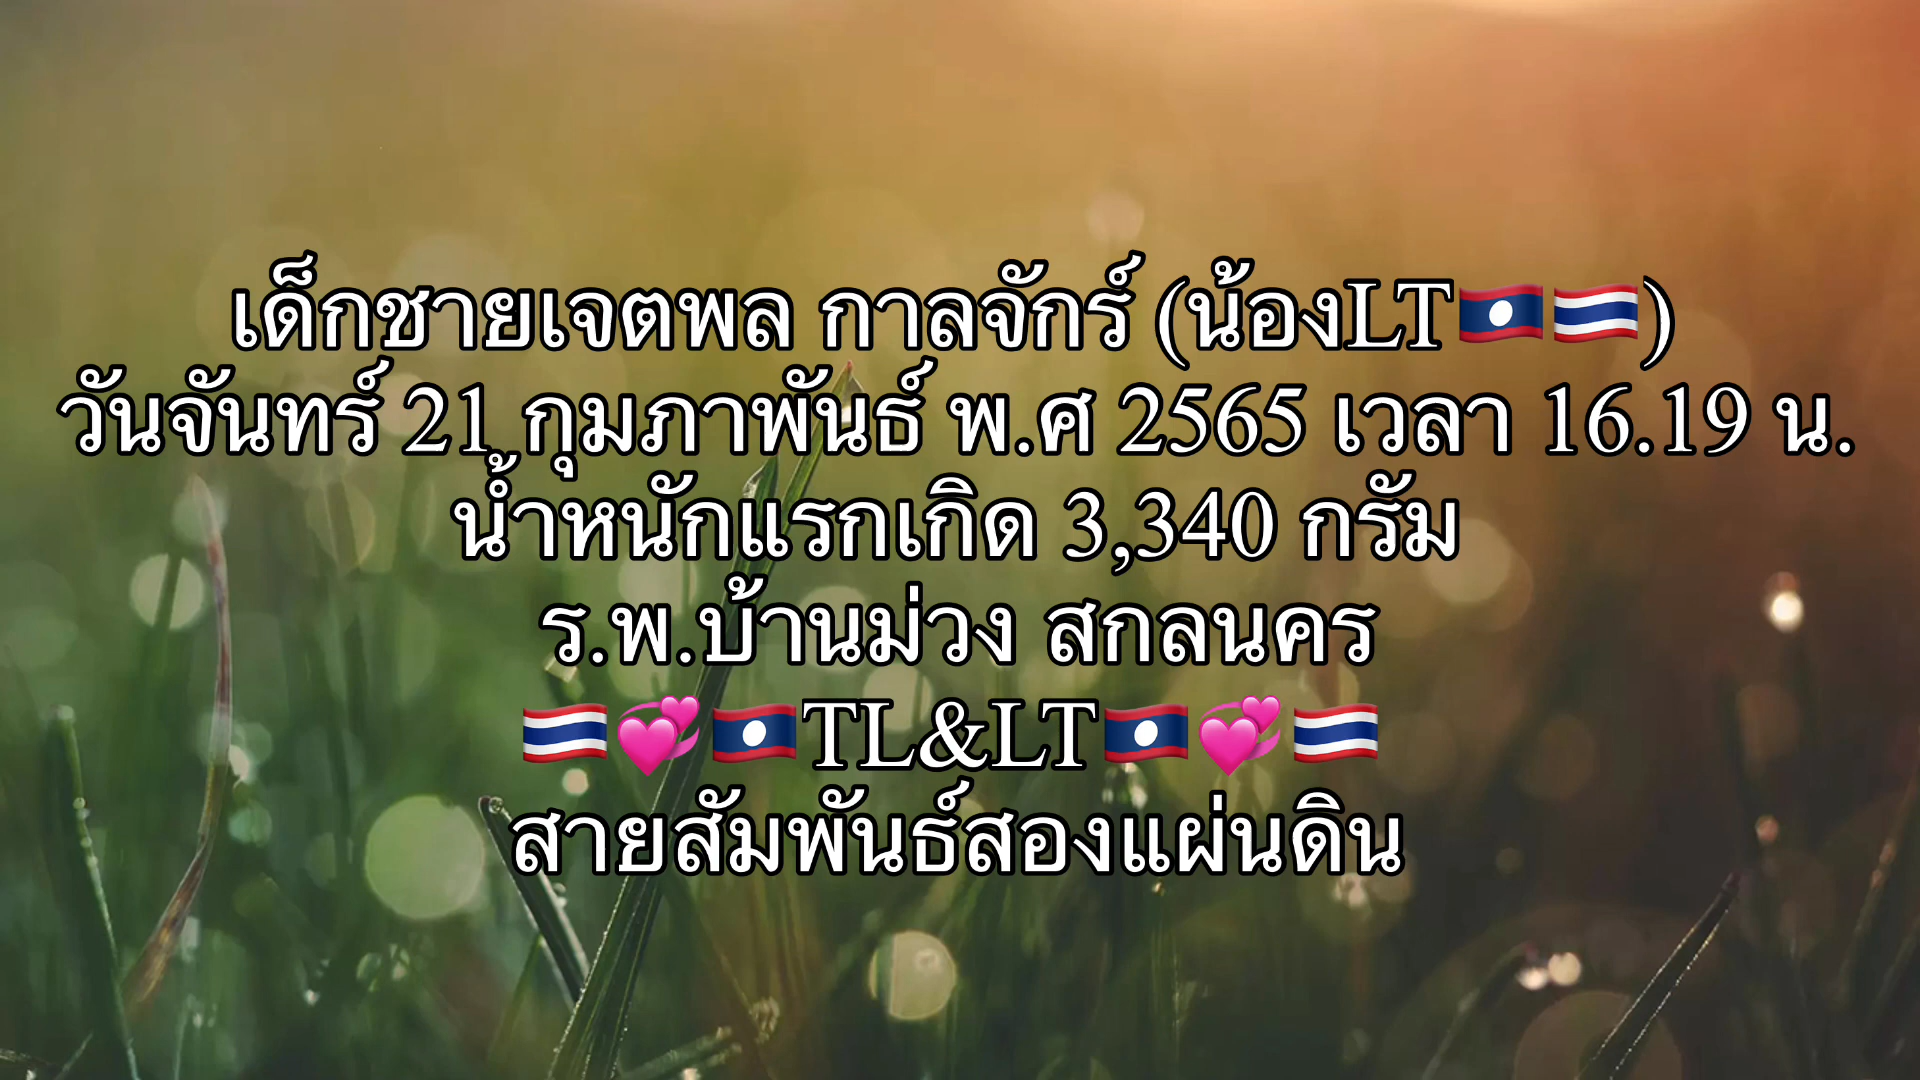 เด็กชายเจตพล กาลจักร์ (น้องLT🇱🇦🇹🇭)
วันจันทร์ 21 กุมภาพันธ์ พ.ศ 2565 เวลา 16.19 น.
น้ำหนักแรกเกิด 3,340 กรัม
ร.พ.บ้านม่วง สกลนคร
🇹🇭💞🇱🇦TL&LT🇱🇦💞🇹🇭
สายสัมพันธ์สองแผ่นดิน